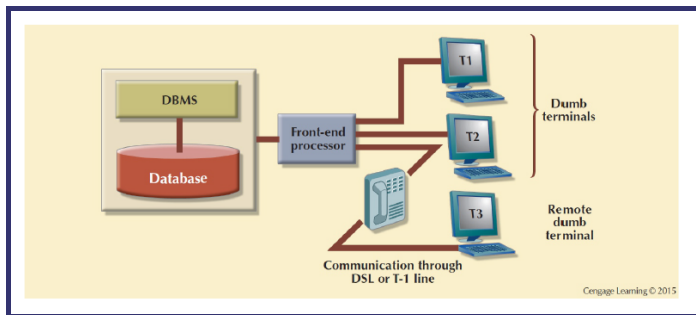 DBMS
Database
Front-end
processor
T1
T2
T3
Dumb
terminals
Remote
dumb
terminal
Communication through
DSL or T-1 line
Cengage Learning © 2015